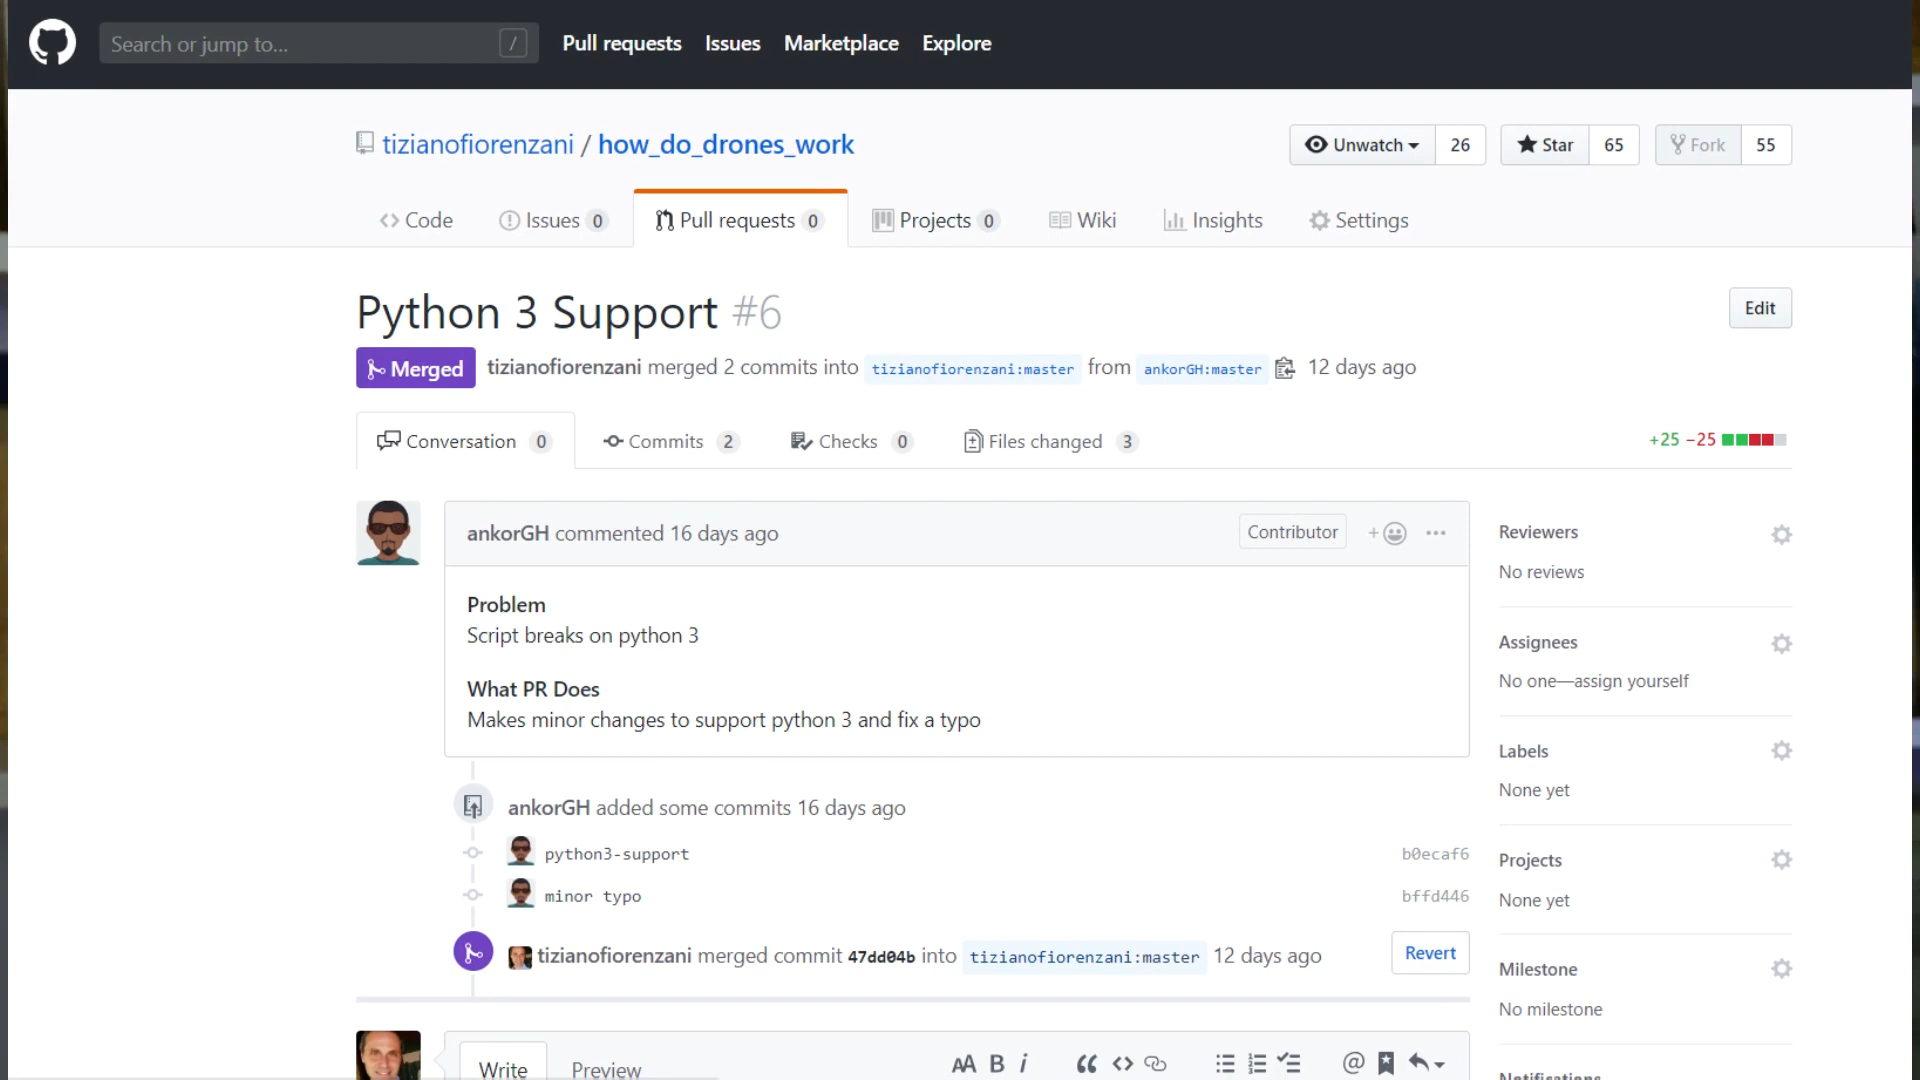 Search or jump to... /
Pull requests Issues Marketplace Explore
tizianofiorenzani / how_do_drones_work
Unwatch 26 Star 65 Fork 55
Code Issues 0 Pull requests 0 Projects 0 Wiki Insights Settings
Python 3 Support #6
Edit
Merged tizianofiorenzani merged 2 commits into tizianofiorenzani:master from ankorGH:master 12 days ago
Conversation 0 Commits 2 Checks 0 Files changed 3
+25 −25
ankorGH commented 16 days ago
Contributor
Problem
Script breaks on python 3
What PR Does
Makes minor changes to support python 3 and fix a typo
ankorGH added some commits 16 days ago
python3-support b0ecaf6
minor typo bffd446
tizianofiorenzani merged commit 47dd04b into tizianofiorenzani:master 12 days ago
Revert
Write Preview
AA B i
Reviewers
No reviews
Assignees
No one—assign yourself
Labels
None yet
Projects
None yet
Milestone
No milestone
Notifications